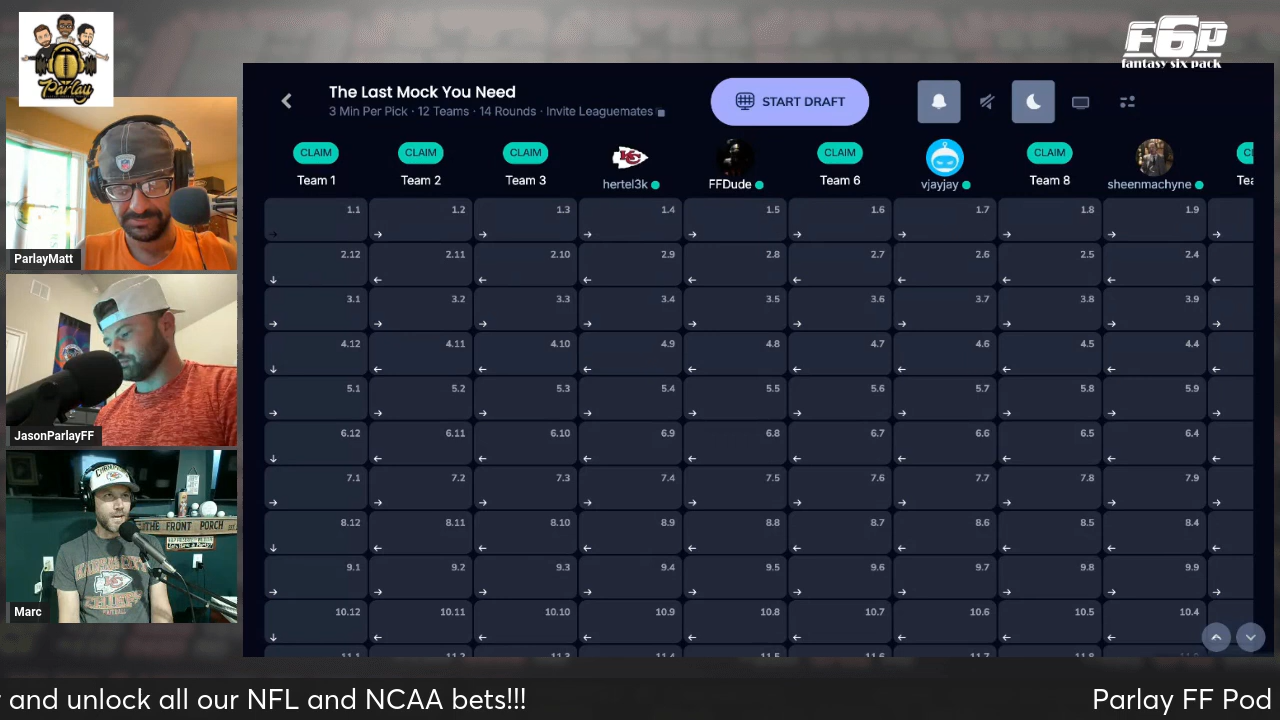 Parlay
F6P
fantasy six pack
The Last Mock You Need
3 Min Per Pick · 12 Teams · 14 Rounds · Invite Leaguemates
START DRAFT
CLAIM CLAIM CLAIM CLAIM CLAIM
Team 1 Team 2 Team 3 hertel3k FFDude Team 6 vjayjay Team 8 sheenmachyne Tea
1.1 1.2 1.3 1.4 1.5 1.6 1.7 1.8 1.9
2.12 2.11 2.10 2.9 2.8 2.7 2.6 2.5 2.4
3.1 3.2 3.3 3.4 3.5 3.6 3.7 3.8 3.9
4.12 4.11 4.10 4.9 4.8 4.7 4.6 4.5 4.4
5.1 5.2 5.3 5.4 5.5 5.6 5.7 5.8 5.9
6.12 6.11 6.10 6.9 6.8 6.7 6.6 6.5 6.4
7.1 7.2 7.3 7.4 7.5 7.6 7.7 7.8 7.9
8.12 8.11 8.10 8.9 8.8 8.7 8.6 8.5 8.4
9.1 9.2 9.3 9.4 9.5 9.6 9.7 9.8 9.9
10.12 10.11 10.10 10.9 10.8 10.7 10.6 10.5 10.4
ParlayMatt
JasonParlayFF
THE FRONT PORCH
Marc
and unlock all our NFL and NCAA bets!!!
Parlay FF Pod